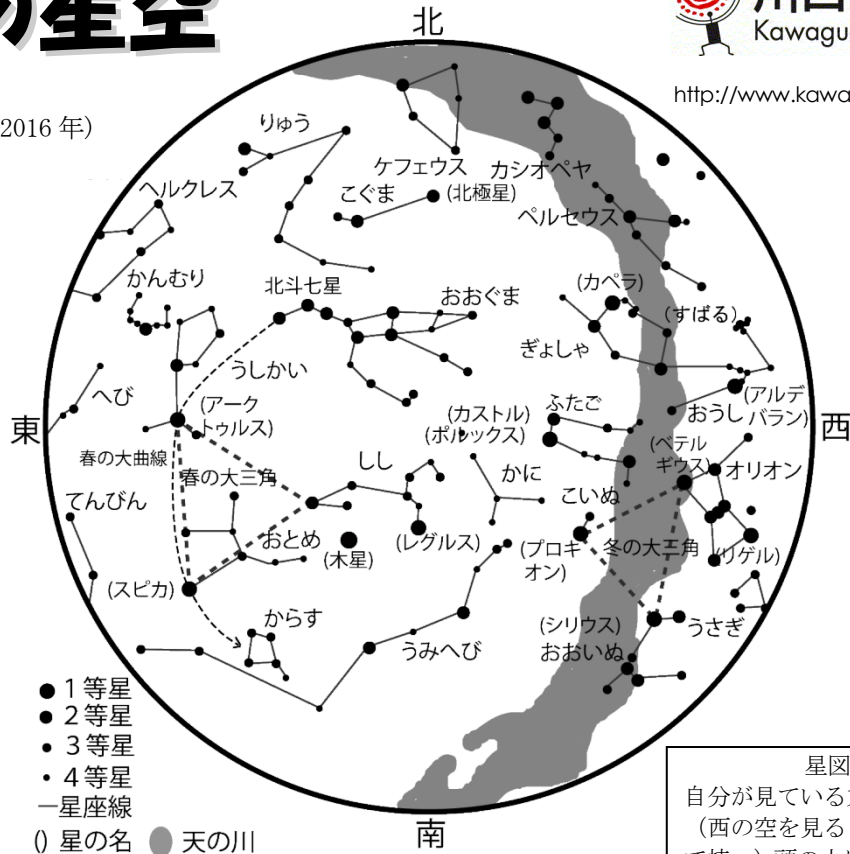 の星空
川口
Kawagu
http://www.kawa
2016 年）
北
りゅう
ケフェウス
カシオペヤ
ヘルクレス
こぐま
(北極星)
ペルセウス
かんむり
北斗七星
おおぐま
(カペラ)
(すばる)
ぎょしゃ
うしかい
へび
(アーク
トゥルス)
(カストル)
(ポルックス)
ふたご
おうし
(アルデ
バラン)
東
西
春の大曲線
春の大三角
しし
かに
(ベテル
ギウス)
オリオン
てんびん
こいぬ
おとめ
(木星)
(レグルス)
(プロキ
オン)
冬の大三角
(リゲル)
(スピカ)
からす
うみへび
(シリウス)
おおいぬ
うさぎ
1等星
2等星
3等星
4等星
―星座線
() 星の名
天の川
南
星図
自分が見ている
（西の空を見る